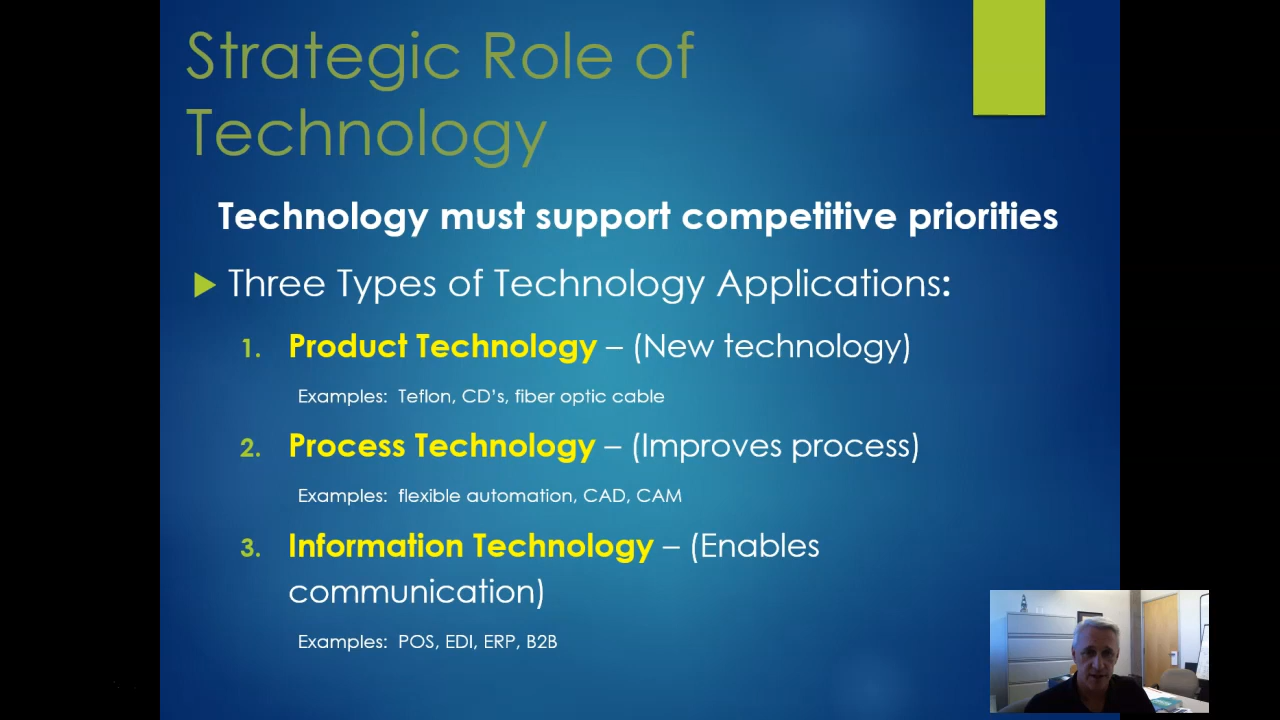 Strategic Role of
Technology
Technology must support competitive priorities
Three Types of Technology Applications:
1. Product Technology – (New technology)
Examples: Teflon, CD's, fiber optic cable
2. Process Technology – (Improves process)
Examples: flexible automation, CAD, CAM
3. Information Technology – (Enables
communication)
Examples: POS, EDI, ERP, B2B